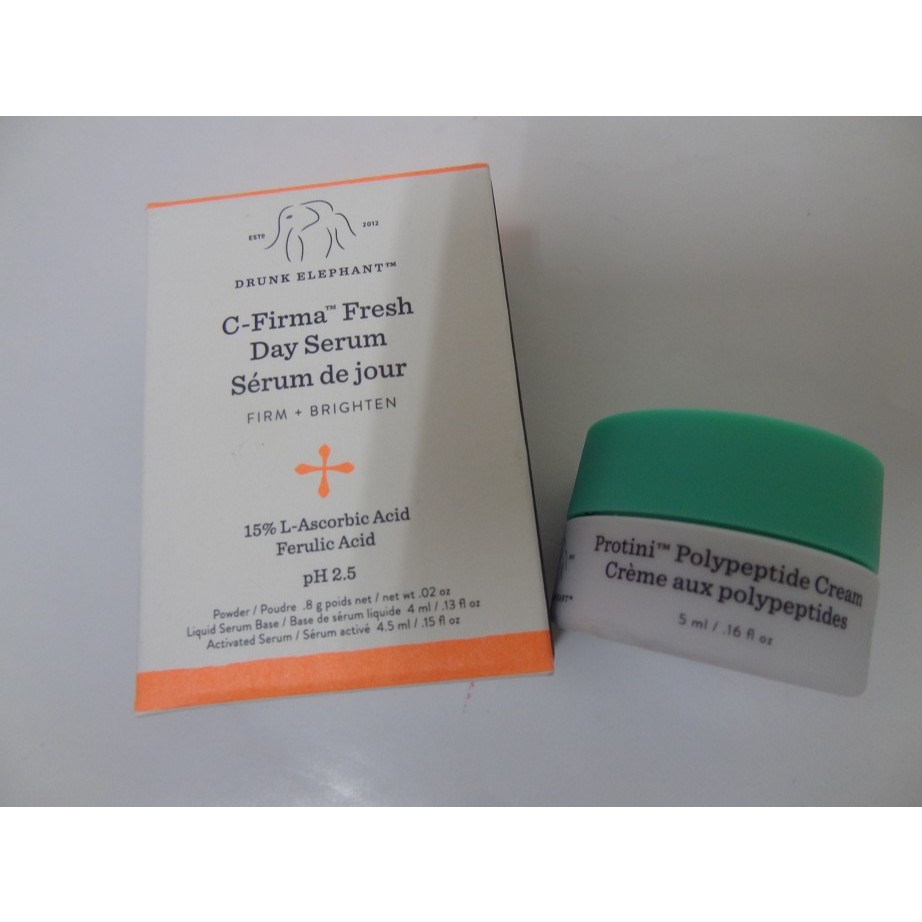 ESTD 2012
DRUNK ELEPHANT™
C-Firma™ Fresh
Day Serum
Sérum de jour
FIRM + BRIGHTEN
15% L-Ascorbic Acid
Ferulic Acid
pH 2.5
Powder / Poudre .8 g poids net / net wt .02 oz
Liquid Serum Base / Base de sérum liquide 4 ml / .13 fl oz
Activated Serum / Sérum activé 4.5 ml / .15 fl oz
Protini™ Polypeptide Cream
Crème aux polypeptides
5 ml / .16 fl oz